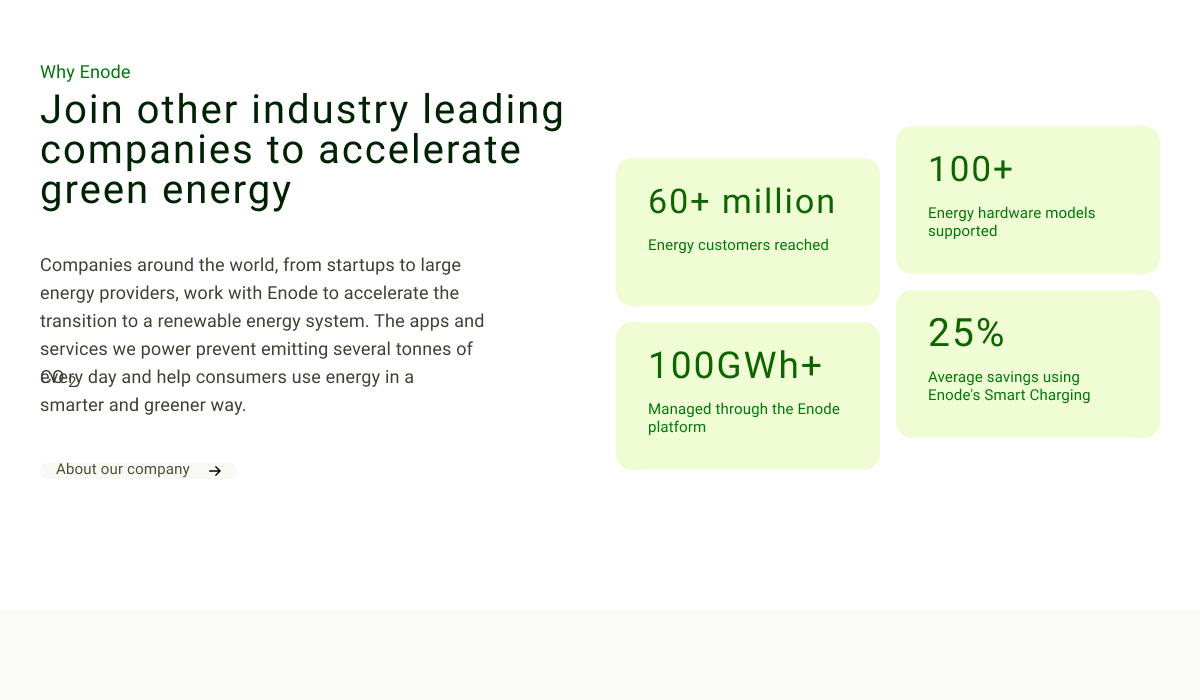 Why Enode
Join other industry leading
companies to accelerate
green energy
Companies around the world, from startups to large
energy providers, work with Enode to accelerate the
transition to a renewable energy system. The apps and
services we power prevent emitting several tonnes of
CO₂ every day and help consumers use energy in a
smarter and greener way.
About our company
60+ million
Energy customers reached
100GWh+
Managed through the Enode
platform
100+
Energy hardware models
supported
25%
Average savings using
Enode's Smart Charging